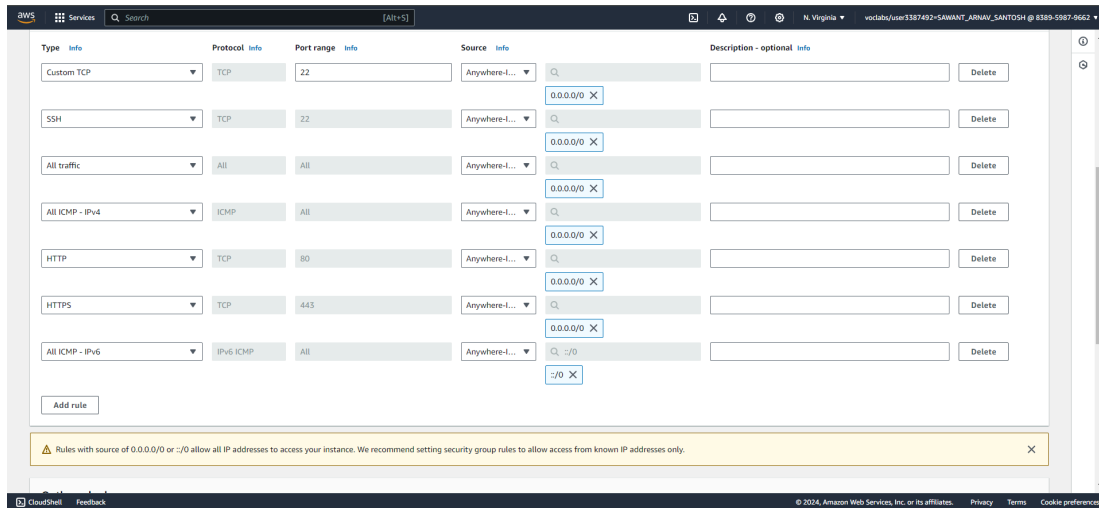 aws Services Search [Alt+S] N. Virginia voclabs/user3387492=SAWANT_ARNAV_SANTOSH @ 8389-5987-9662
Type Info Protocol Info Port range Info Source Info Description - optional Info
Custom TCP TCP 22 Anywhere-I... Delete
0.0.0.0/0
SSH TCP 22 Anywhere-I... Delete
0.0.0.0/0
All traffic All All Anywhere-I... Delete
0.0.0.0/0
All ICMP - IPv4 ICMP All Anywhere-I... Delete
0.0.0.0/0
HTTP TCP 80 Anywhere-I... Delete
0.0.0.0/0
HTTPS TCP 443 Anywhere-I... Delete
0.0.0.0/0
All ICMP - IPv6 IPv6 ICMP All Anywhere-I... ::/0 Delete
::/0
Add rule
Rules with source of 0.0.0.0/0 or ::/0 allow all IP addresses to access your instance. We recommend setting security group rules to allow access from known IP addresses only.
CloudShell Feedback © 2024, Amazon Web Services, Inc. or its affiliates. Privacy Terms Cookie preferences